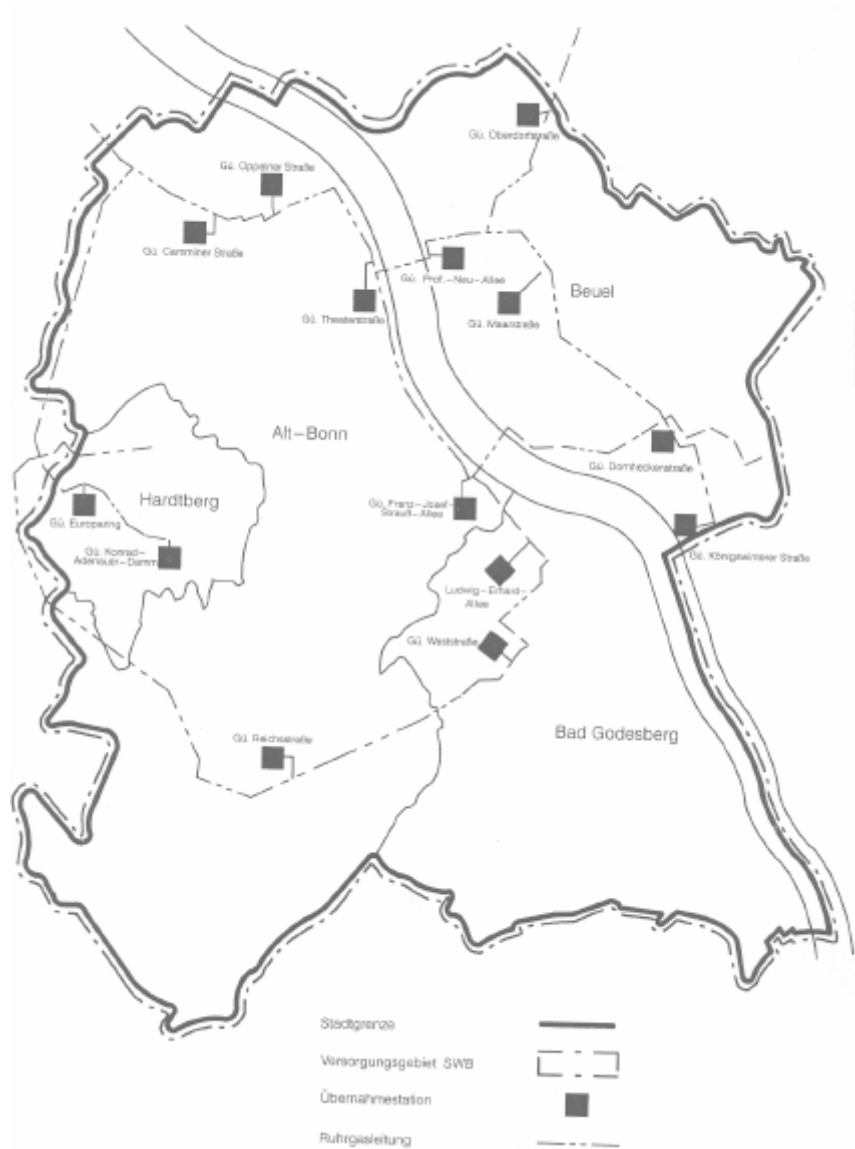 Gü. Oberdorfstraße
Gü. Oppelner Straße
Gü. Camminer Straße
Gü. Prof.-Neu-Allee
Beuel
Gü. Theaterstraße
Gü. Maarstraße
Alt-Bonn
Gü. Dornheckenstraße
Hardtberg
Gü. Franz-Josef-
Strauß-Allee
Gü. Europaring
Gü. Konrad-
Adenauer-Damm
Gü. Königswinterer Straße
Ludwig-Erhard-
Allee
Gü. Weststraße
Bad Godesberg
Gü. Reichsstraße
Stadtgrenze
Versorgungsgebiet SWB
Übernahmestation
Ruhrgasleitung